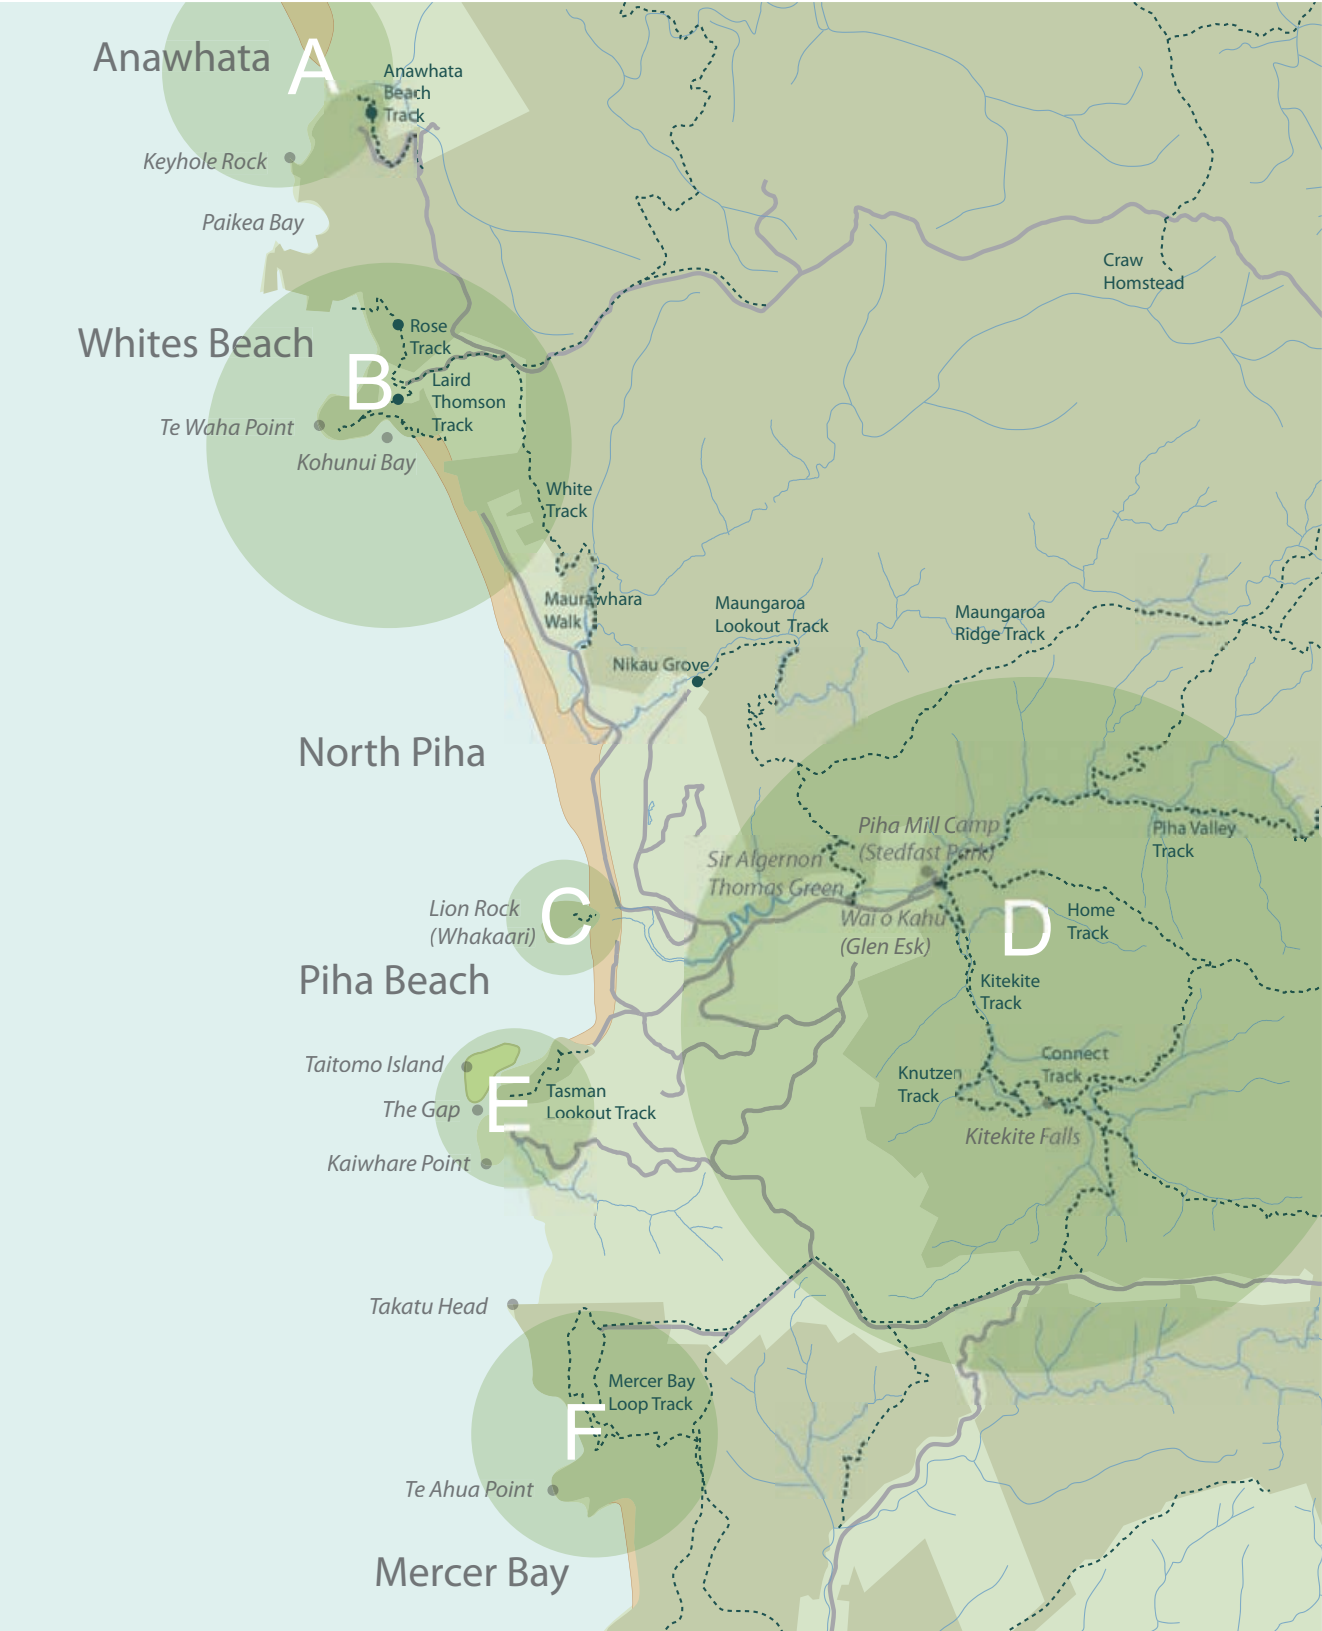 Anawhata
A
Anawhata
Beach
Track
Keyhole Rock
Paikea Bay
Craw
Homstead
Whites Beach
Rose
Track
B
Laird
Thomson
Track
Te Waha Point
Kohunui Bay
White
Track
Maurawhara
Walk
Maungaroa
Lookout Track
Maungaroa
Ridge Track
Nikau Grove
North Piha
Piha Mill Camp
(Stedfast Park)
Piha Valley
Track
Sir Algernon
Thomas Green
Lion Rock
(Whakaari)
C
Wai o Kahu
(Glen Esk)
D
Home
Track
Piha Beach
Kitekite
Track
Taitomo Island
Connect
Track
Knutzen
Track
E
Tasman
Lookout Track
The Gap
Kitekite Falls
Kaiwhare Point
Takatu Head
Mercer Bay
Loop Track
F
Te Ahua Point
Mercer Bay